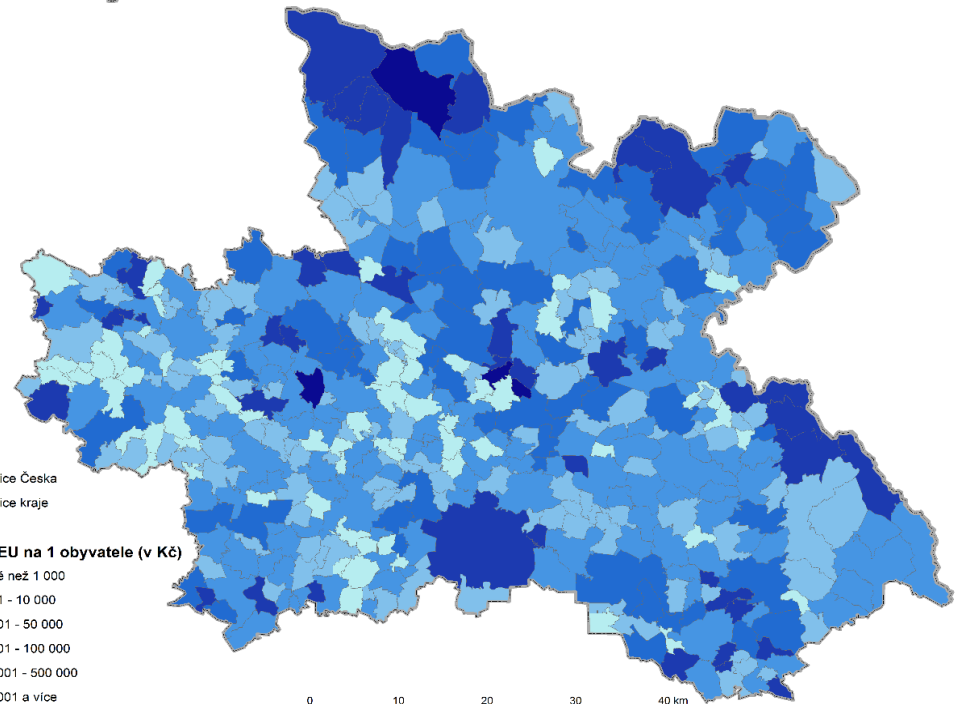 ice Česka
ice kraje
EU na 1 obyvatele (v Kč)
ě než 1 000
1 - 10 000
01 - 50 000
01 - 100 000
001 - 500 000
001 a více
0 10 20 30 40 km